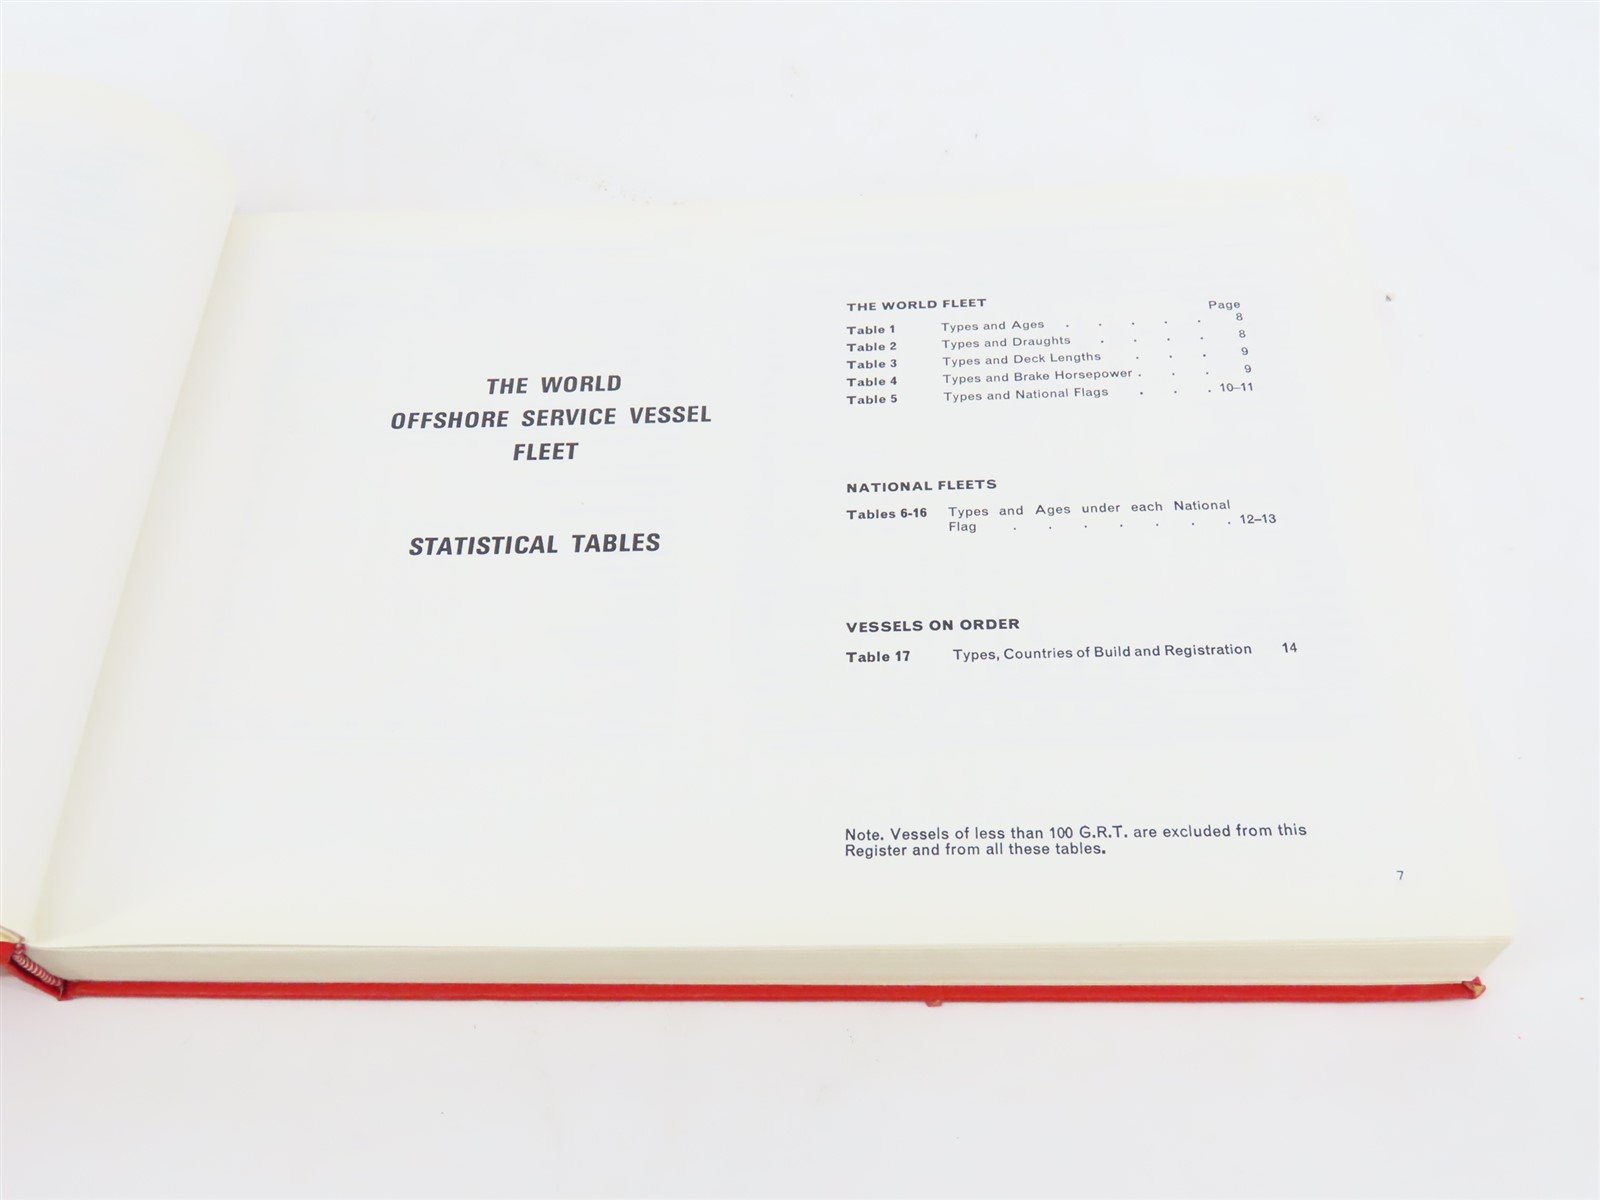 THE WORLD
OFFSHORE SERVICE VESSEL
FLEET
STATISTICAL TABLES
THE WORLD FLEET Page
Table 1 Types and Ages . . . . . 8
Table 2 Types and Draughts . . . . 8
Table 3 Types and Deck Lengths . . . 9
Table 4 Types and Brake Horsepower . . . 9
Table 5 Types and National Flags . . . 10–11
NATIONAL FLEETS
Tables 6-16 Types and Ages under each National
Flag . . . . . . . 12–13
VESSELS ON ORDER
Table 17 Types, Countries of Build and Registration 14
Note. Vessels of less than 100 G.R.T. are excluded from this
Register and from all these tables.
7